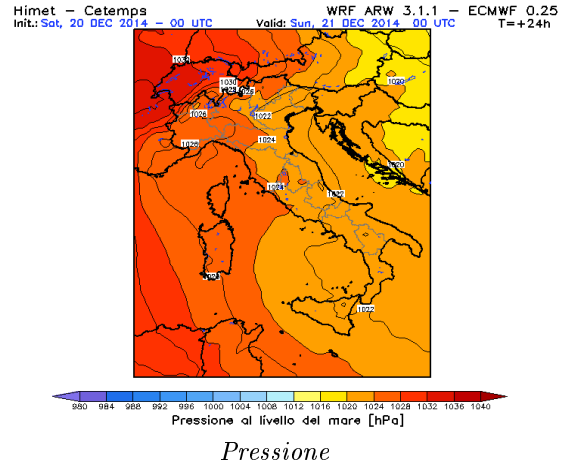 Himet – Cetemps WRF ARW 3.1.1 – ECMWF 0.25
Init.: Sat, 20 DEC 2014 – 00 UTC Valid: Sun, 21 DEC 2014 – 00 UTC T=+24h
1030
1028
1022
1026
1024
1026
1020
1020
1022
1022
980 984 988 992 996 1000 1004 1008 1012 1016 1020 1024 1028 1032 1036 1040
Pressione al livello del mare [hPa]
Pressione